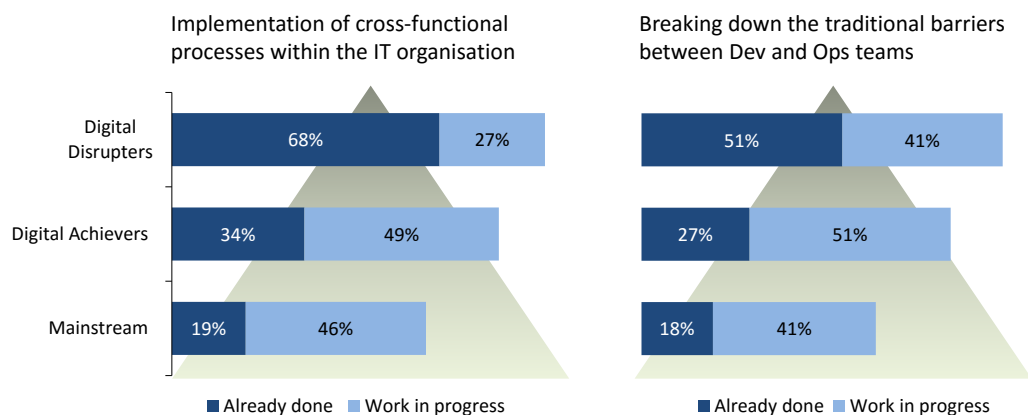 Implementation of cross-functional
processes within the IT organisation
Breaking down the traditional barriers
between Dev and Ops teams
Digital
Disrupters
68%
27%
51%
41%
Digital Achievers
34%
49%
27%
51%
Mainstream
19%
46%
18%
41%
Already done
Work in progress
Already done
Work in progress